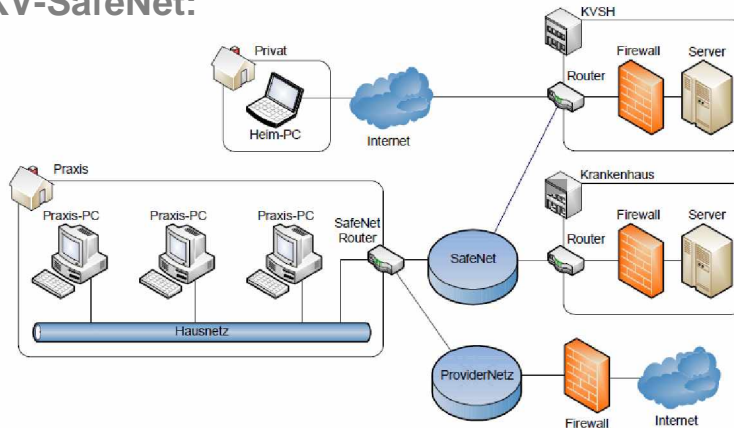 KV-SafeNet:
Privat
Heim-PC
Internet
KVSH
Router
Firewall
Server
Praxis
Praxis-PC
Praxis-PC
Praxis-PC
SafeNet
Router
Hausnetz
SafeNet
Krankenhaus
Router
Firewall
Server
ProviderNetz
Firewall
Internet